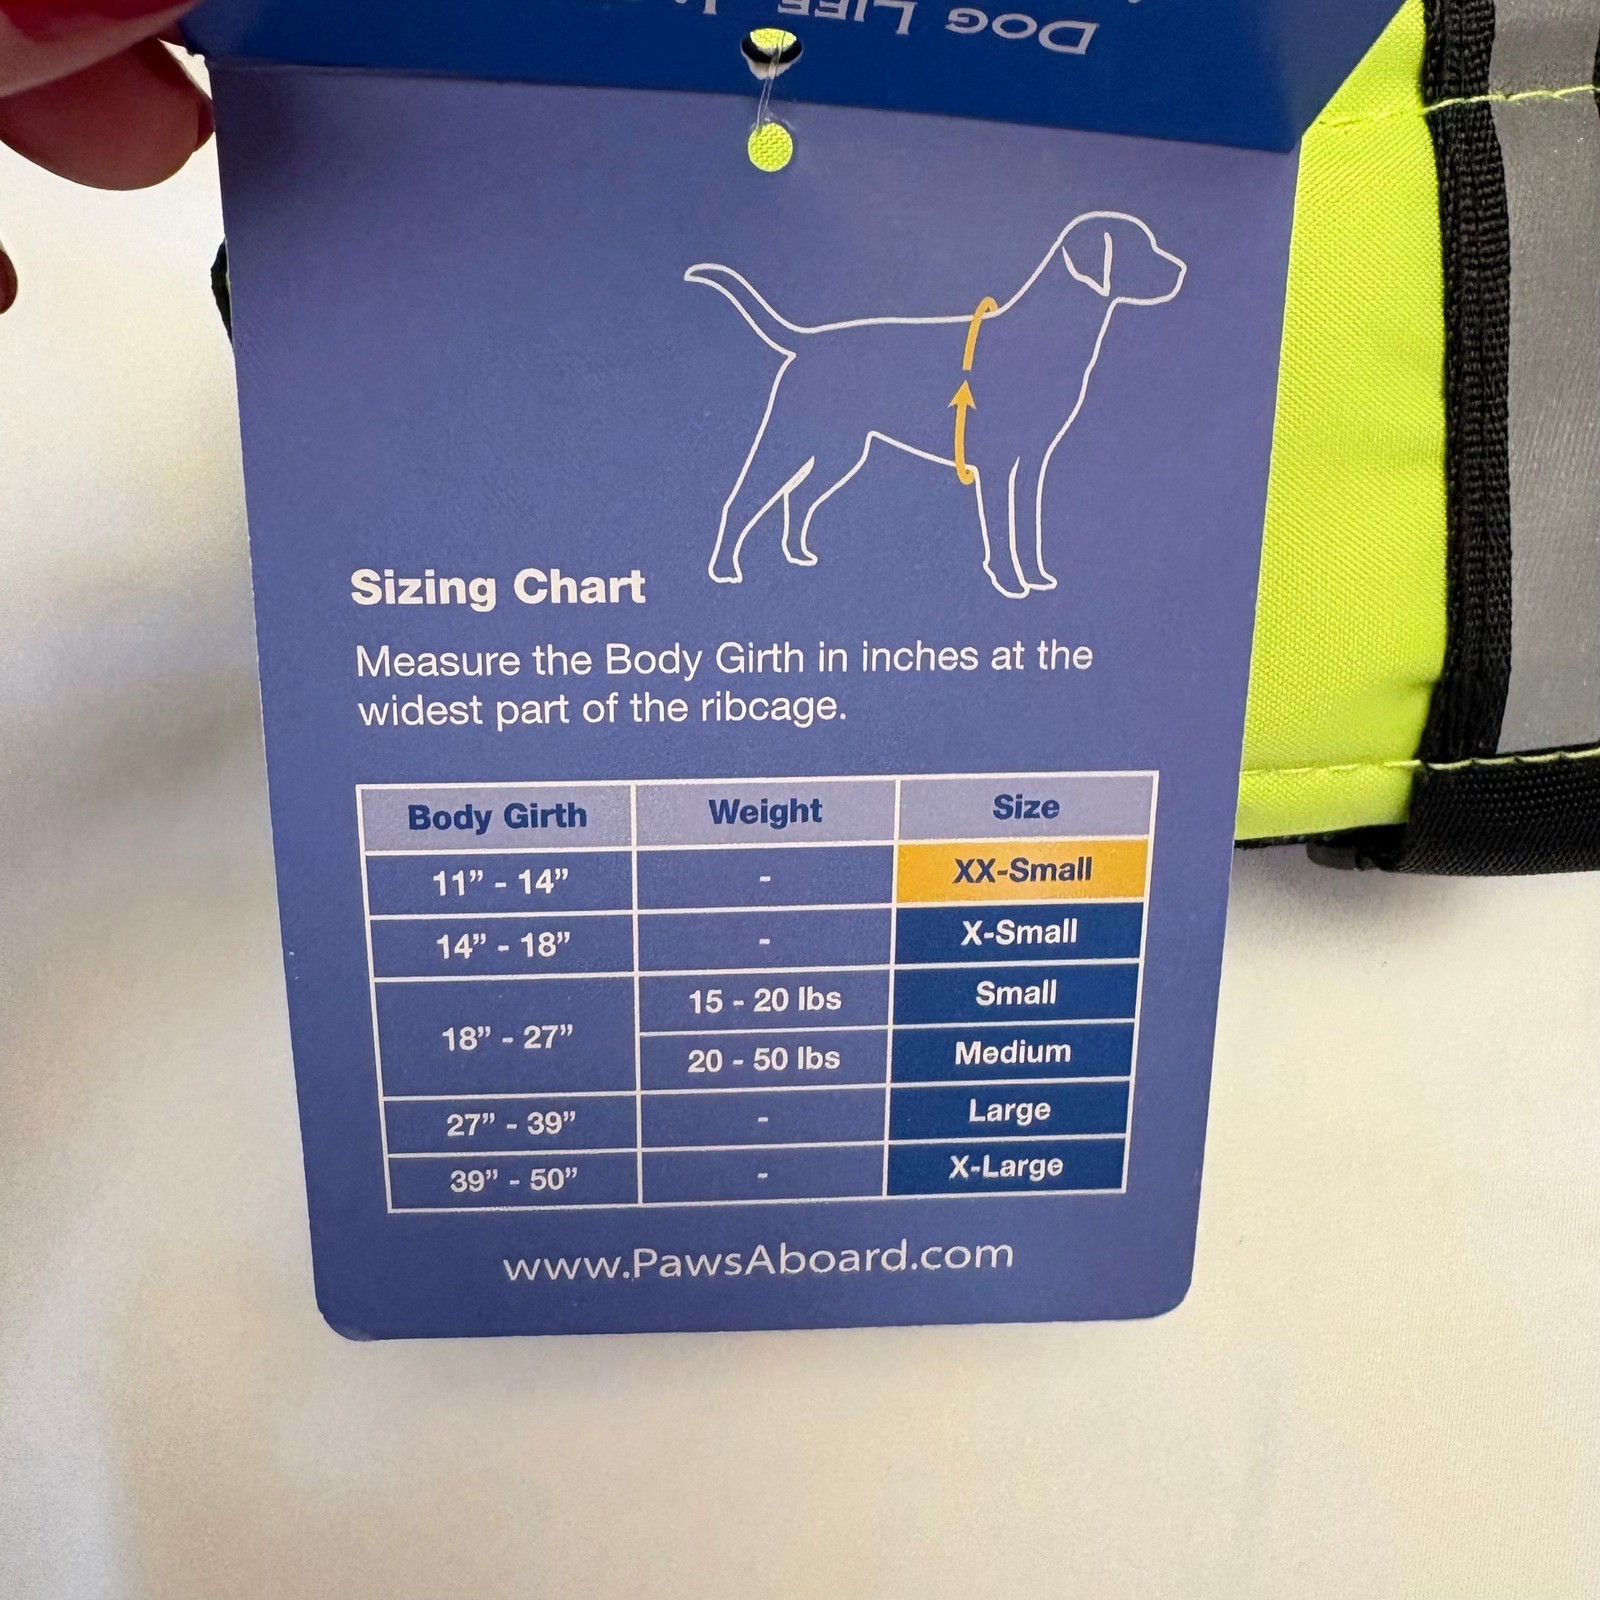 DOG LIFE
Sizing Chart
Measure the Body Girth in inches at the
widest part of the ribcage.
Body Girth Weight Size
11” - 14” - XX-Small
14” - 18” - X-Small
18” - 27” 15 - 20 lbs Small
20 - 50 lbs Medium
27” - 39” - Large
39” - 50” - X-Large
www.PawsAboard.com